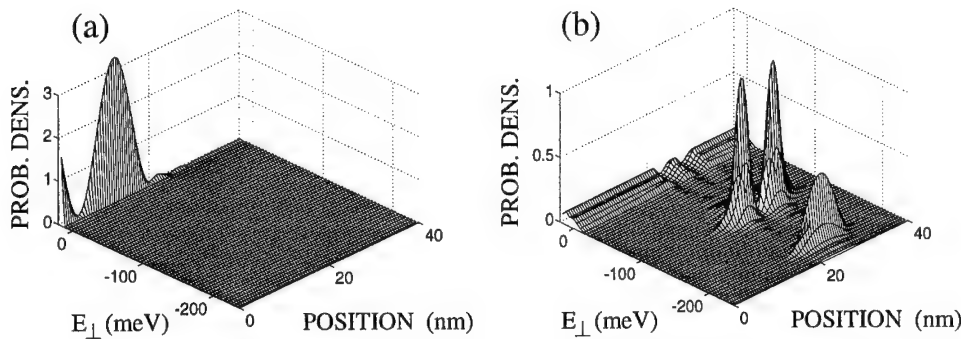 (a)
PROB. DENS.
3
2
1
0
0
-100
-200
E⊥ (meV)
0
20
40
POSITION (nm)
(b)
PROB. DENS.
1
0.5
0
0
-100
-200
E⊥ (meV)
0
20
40
POSITION (nm)